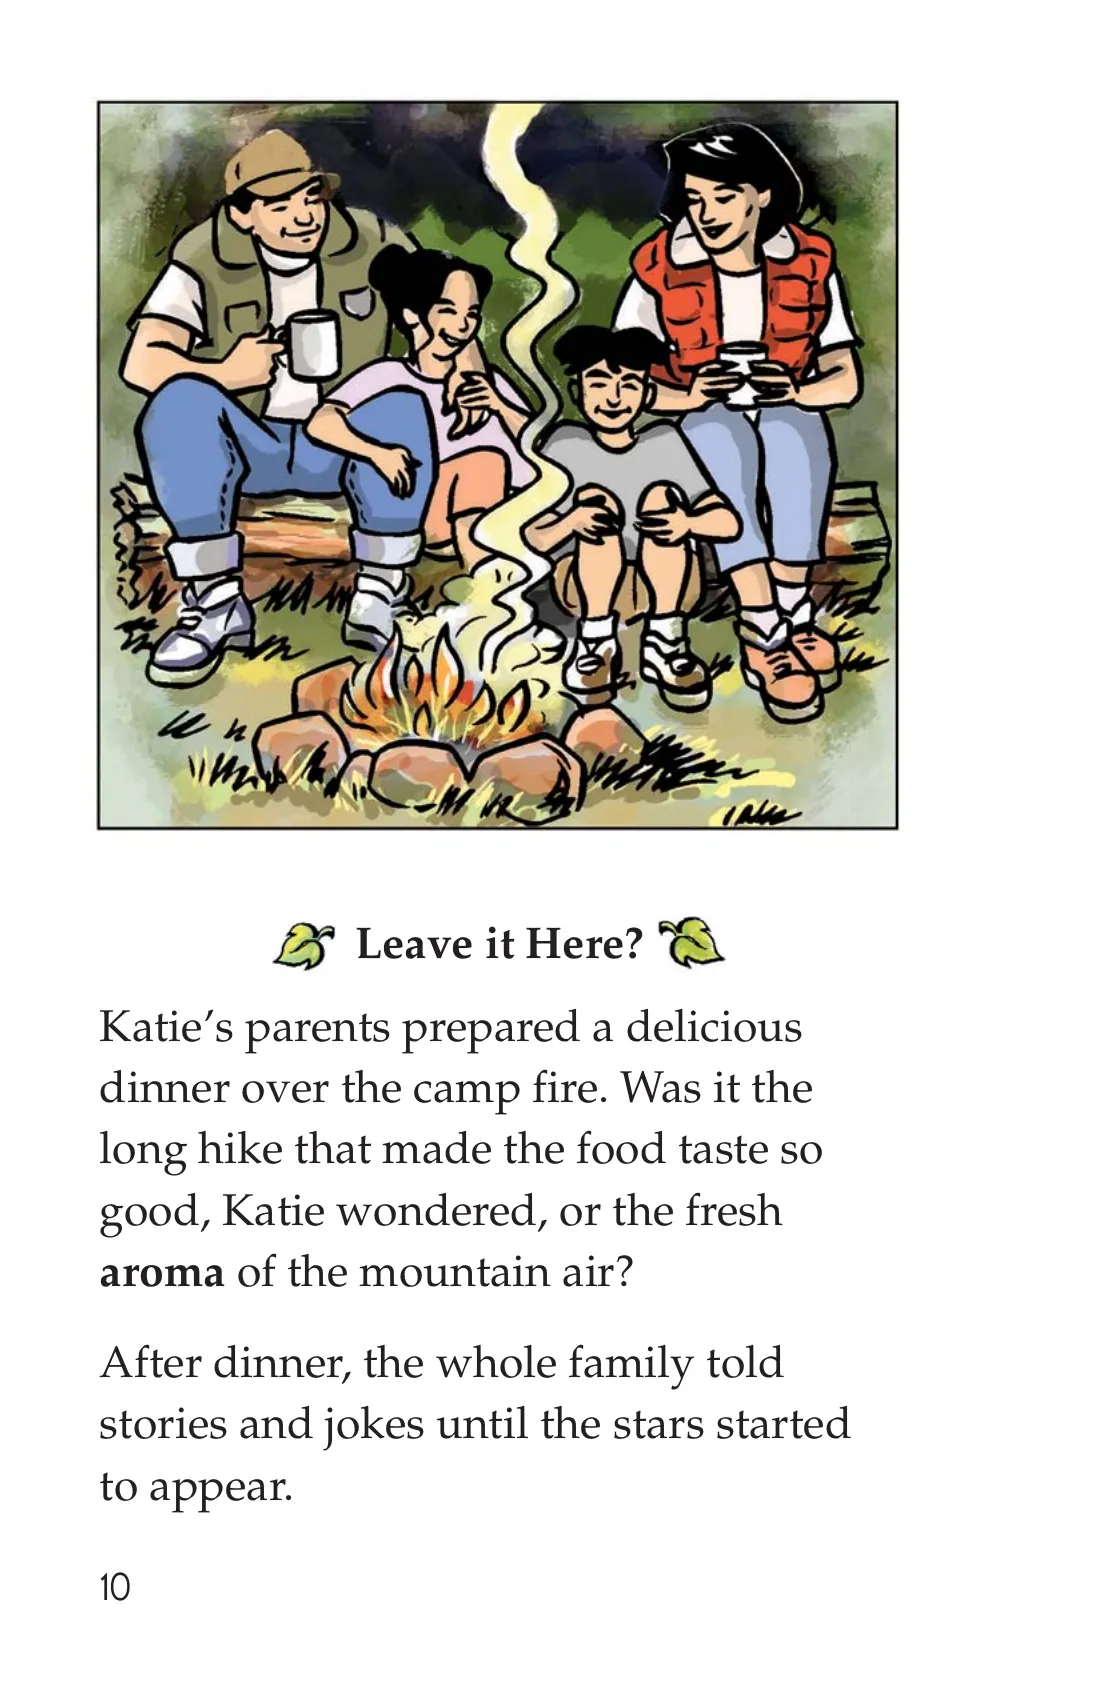 Leave it Here?
Katie’s parents prepared a delicious
dinner over the camp fire. Was it the
long hike that made the food taste so
good, Katie wondered, or the fresh
aroma of the mountain air?
After dinner, the whole family told
stories and jokes until the stars started
to appear.
10